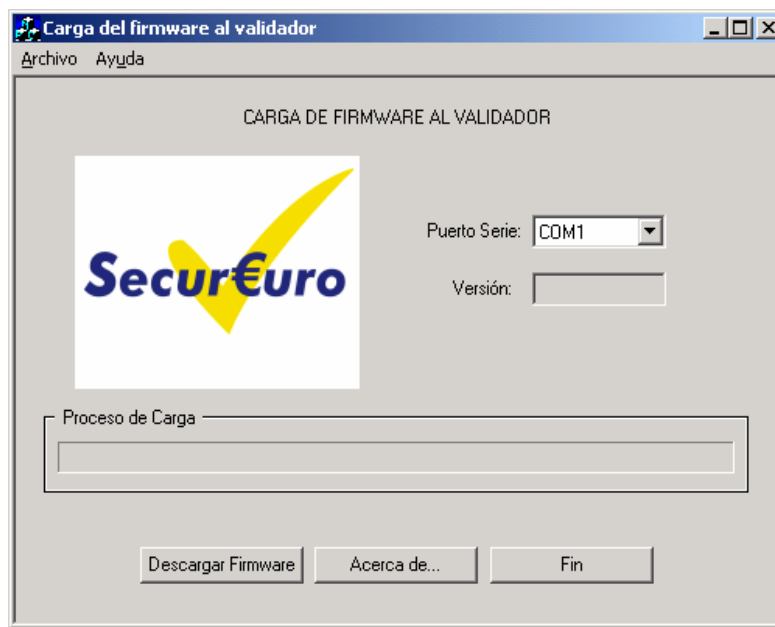 Carga del firmware al validador
Archivo Ayuda
CARGA DE FIRMWARE AL VALIDADOR
Secur€uro
Puerto Serie: COM1
Versión:
Proceso de Carga
Descargar Firmware Acerca de... Fin